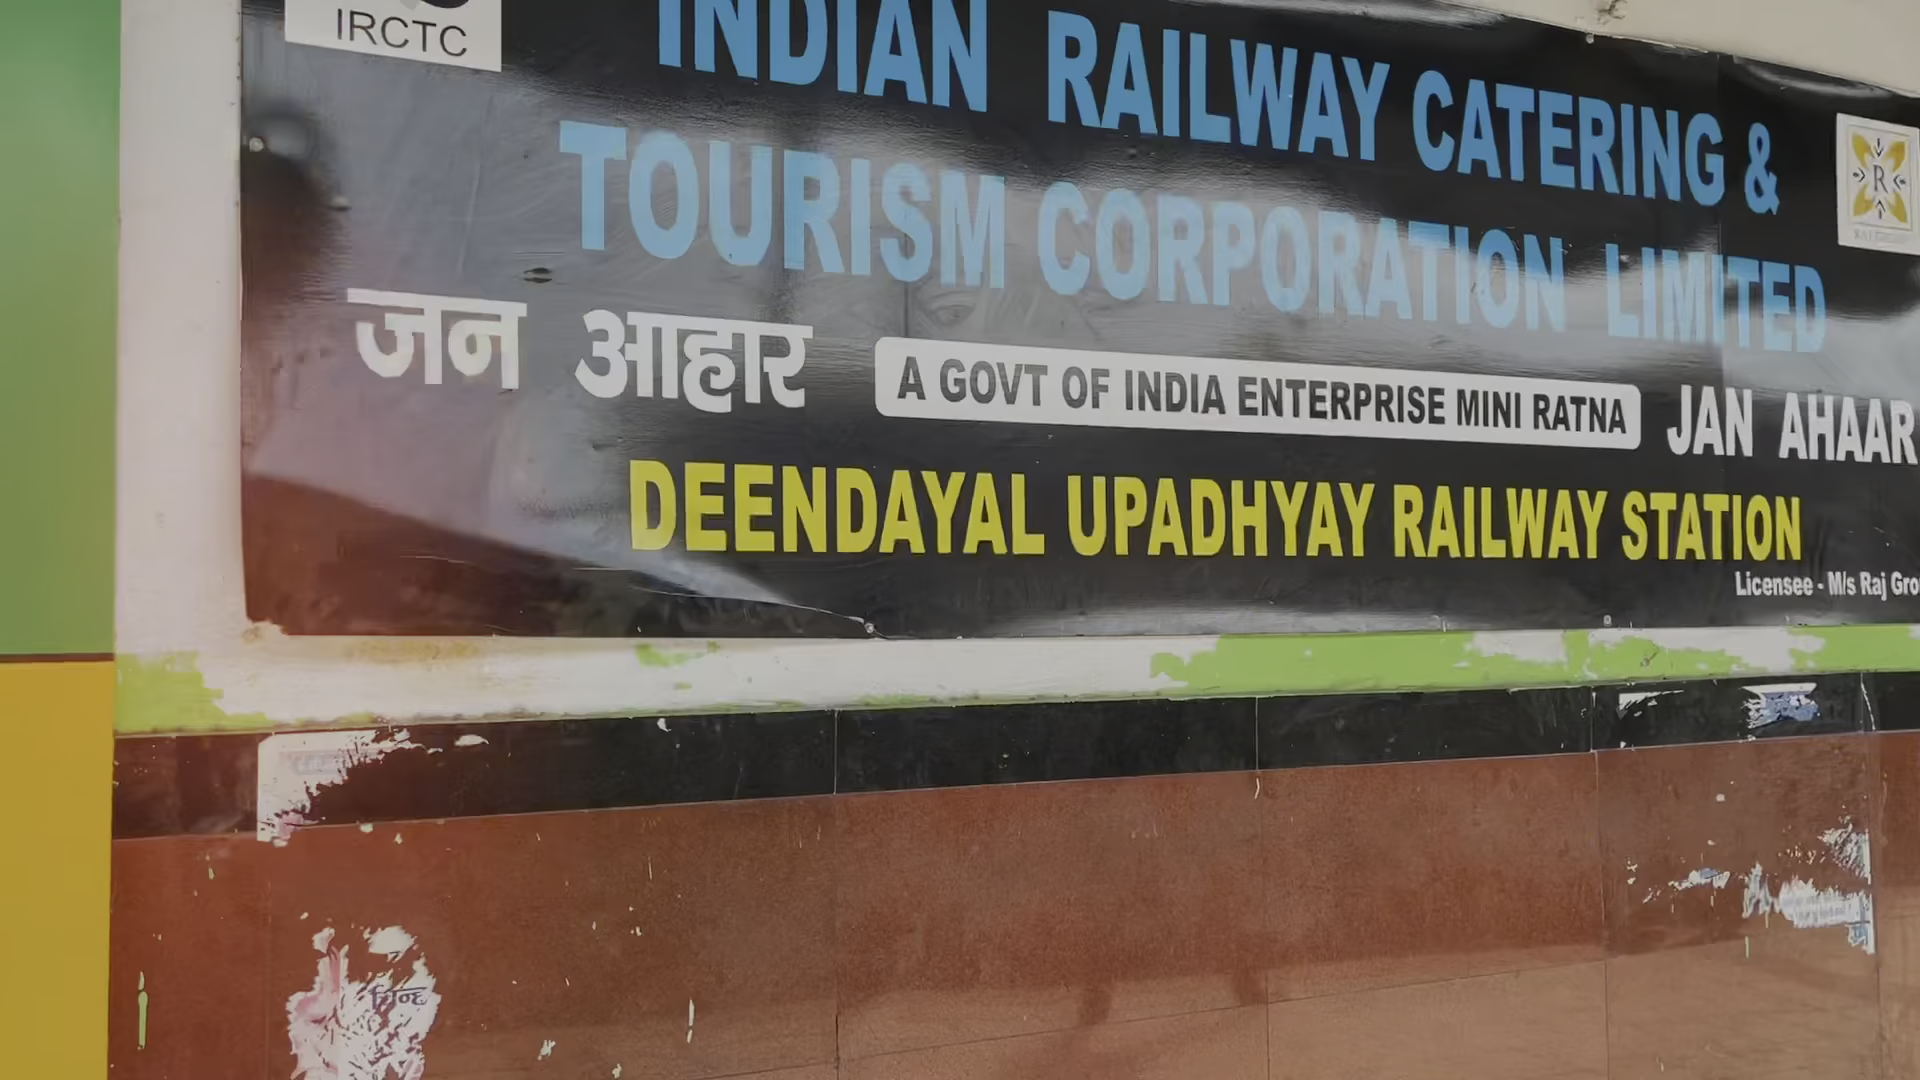 IRCTC
INDIAN RAILWAY CATERING &
TOURISM CORPORATION LIMITED
R
जन आहार
A GOVT OF INDIA ENTERPRISE MINI RATNA
JAN AHAAR
DEENDAYAL UPADHYAY RAILWAY STATION
Licensee - M/s Raj